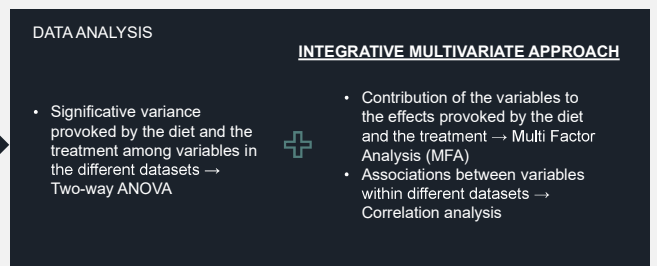 DATA ANALYSIS
INTEGRATIVE MULTIVARIATE APPROACH
• Significative variance
provoked by the diet and the
treatment among variables in
the different datasets →
Two-way ANOVA
• Contribution of the variables to
the effects provoked by the diet
and the treatment → Multi Factor
Analysis (MFA)
• Associations between variables
within different datasets →
Correlation analysis